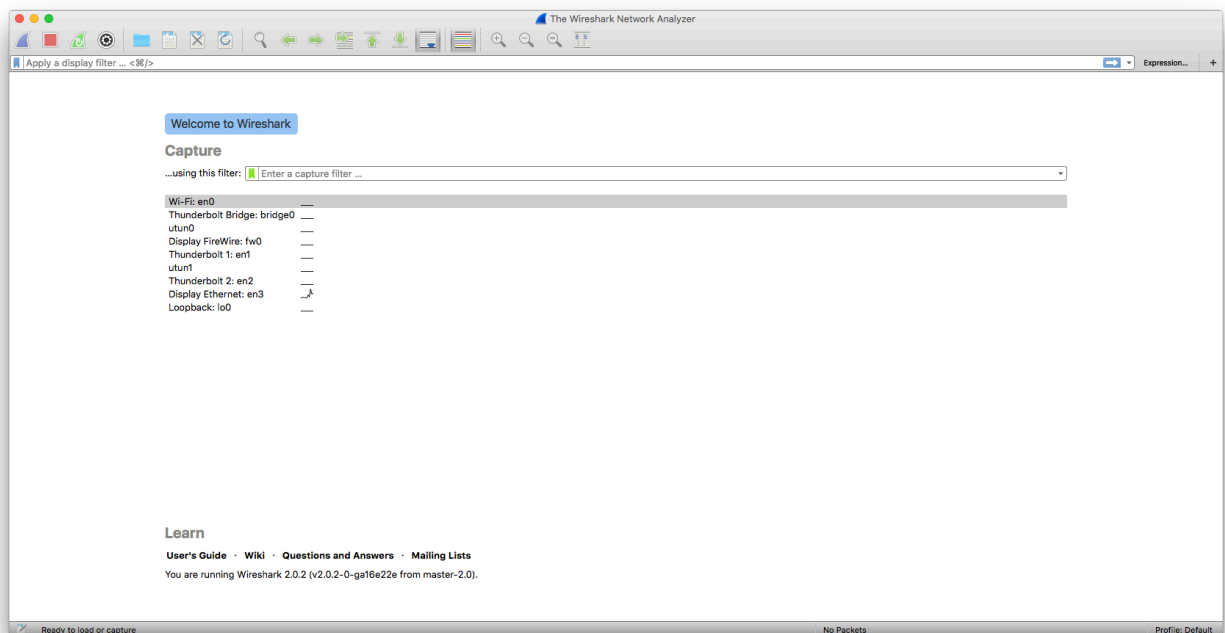 The Wireshark Network Analyzer
Apply a display filter ... <⌘/>
Expression... +
Welcome to Wireshark
Capture
...using this filter: Enter a capture filter ...
Wi-Fi: en0
Thunderbolt Bridge: bridge0
utun0
Display FireWire: fw0
Thunderbolt 1: en1
utun1
Thunderbolt 2: en2
Display Ethernet: en3
Loopback: lo0
Learn
User's Guide · Wiki · Questions and Answers · Mailing Lists
You are running Wireshark 2.0.2 (v2.0.2-0-ga16e22e from master-2.0).
Ready to load or capture No Packets Profile: Default